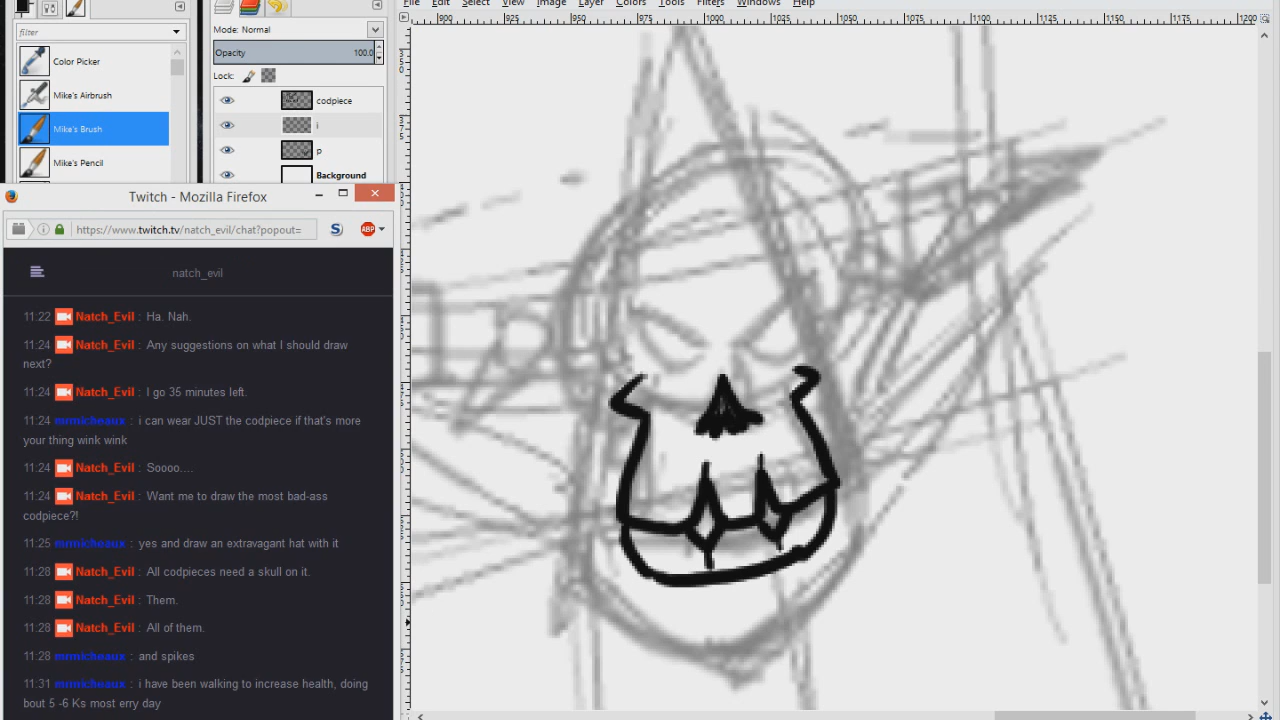 File Edit Select View Image Layer Colors Tools Filters Windows Help
900 925 950 975 1000 1025 1050 1075 1100 1125 1150 1175 1200
filter
Color Picker
Mike's Airbrush
Mike's Brush
Mike's Pencil
Mode: Normal
Opacity 100.0
Lock:
codpiece
i
p
Background
Twitch - Mozilla Firefox
https://www.twitch.tv/natch_evil/chat?popout=
S
ABP
natch_evil
11:22 Natch_Evil : Ha. Nah.
11:24 Natch_Evil : Any suggestions on what I should draw
next?
11:24 Natch_Evil : I go 35 minutes left.
11:24 mrmicheaux : i can wear JUST the codpiece if that's more
your thing wink wink
11:24 Natch_Evil : Soooo....
11:24 Natch_Evil : Want me to draw the most bad-ass
codpiece?!
11:25 mrmicheaux : yes and draw an extravagant hat with it
11:28 Natch_Evil : All codpieces need a skull on it.
11:28 Natch_Evil : Them.
11:28 Natch_Evil : All of them.
11:28 mrmicheaux : and spikes
11:31 mrmicheaux : i have been walking to increase health, doing
bout 5 -6 Ks most erry day